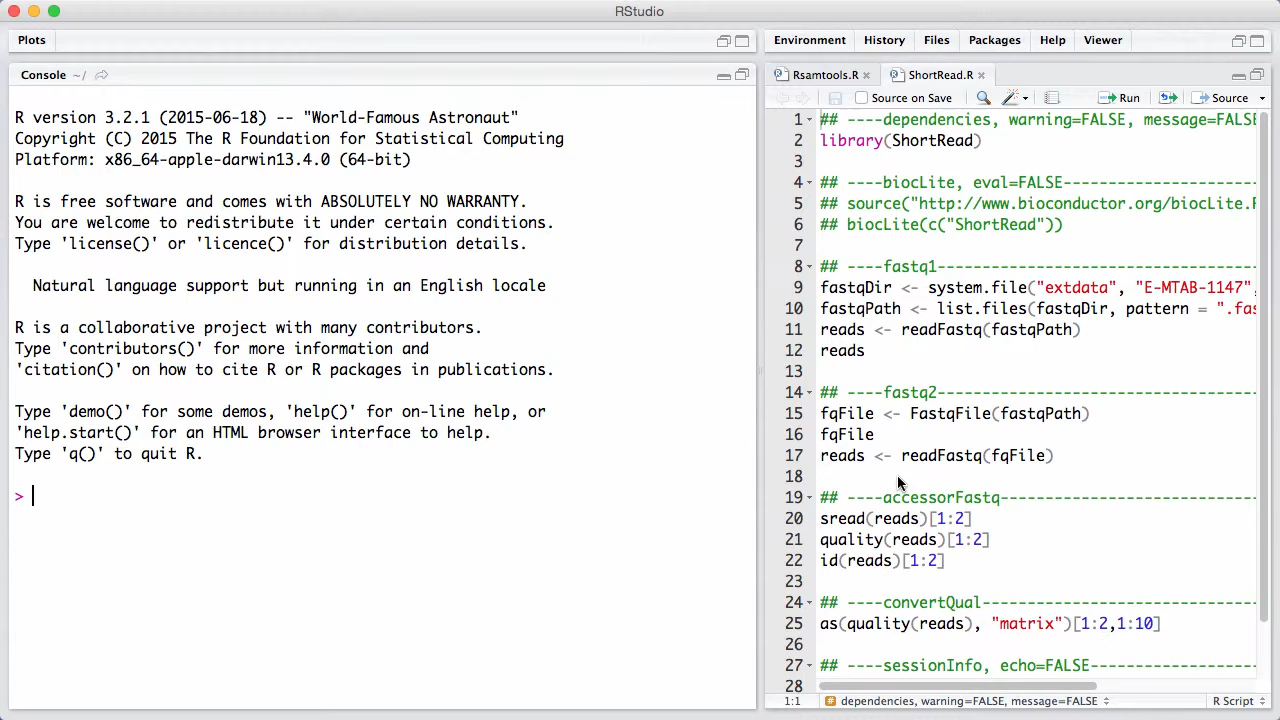 RStudio
Plots
Console ~/
R version 3.2.1 (2015-06-18) -- "World-Famous Astronaut"
Copyright (C) 2015 The R Foundation for Statistical Computing
Platform: x86_64-apple-darwin13.4.0 (64-bit)
R is free software and comes with ABSOLUTELY NO WARRANTY.
You are welcome to redistribute it under certain conditions.
Type 'license()' or 'licence()' for distribution details.
Natural language support but running in an English locale
R is a collaborative project with many contributors.
Type 'contributors()' for more information and
'citation()' on how to cite R or R packages in publications.
Type 'demo()' for some demos, 'help()' for on-line help, or
'help.start()' for an HTML browser interface to help.
Type 'q()' to quit R.
>
Environment History Files Packages Help Viewer
Rsamtools.R ShortRead.R
Source on Save Run Source
1 ## ----dependencies, warning=FALSE, message=FALSE
2 library(ShortRead)
3
4 ## ----biocLite, eval=FALSE------------------------------
5 ## source("http://www.bioconductor.org/biocLite.R
6 ## biocLite(c("ShortRead"))
7
8 ## ----fastq1------------------------------------
9 fastqDir <- system.file("extdata", "E-MTAB-1147",
10 fastqPath <- list.files(fastqDir, pattern = ".fas
11 reads <- readFastq(fastqPath)
12 reads
13
14 ## ----fastq2------------------------------------
15 fqFile <- FastqFile(fastqPath)
16 fqFile
17 reads <- readFastq(fqFile)
18
19 ## ----accessorFastq-----------------------------
20 sread(reads)[1:2]
21 quality(reads)[1:2]
22 id(reads)[1:2]
23
24 ## ----convertQual-------------------------------
25 as(quality(reads), "matrix")[1:2,1:10]
26
27 ## ----sessionInfo, echo=FALSE-------------------
28
1:1 dependencies, warning=FALSE, message=FALSE R Script